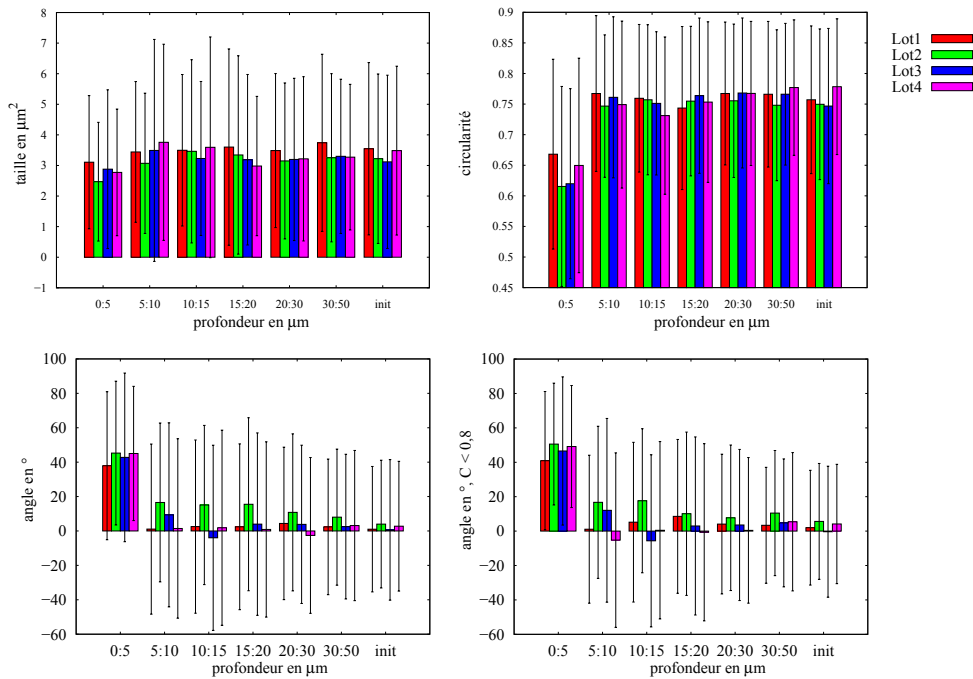 8
7
6
5
4
3
2
1
0
−1
taille en μm²
0:5 5:10 10:15 15:20 20:30 30:50 init
profondeur en μm
0.9
0.85
0.8
0.75
0.7
0.65
0.6
0.55
0.5
0.45
circularité
0:5 5:10 10:15 15:20 20:30 30:50 init
profondeur en μm
Lot1
Lot2
Lot3
Lot4
100
80
60
40
20
0
−20
−40
−60
angle en °
0:5 5:10 10:15 15:20 20:30 30:50 init
profondeur en μm
100
80
60
40
20
0
−20
−40
−60
angle en °, C < 0,8
0:5 5:10 10:15 15:20 20:30 30:50 init
profondeur en μm